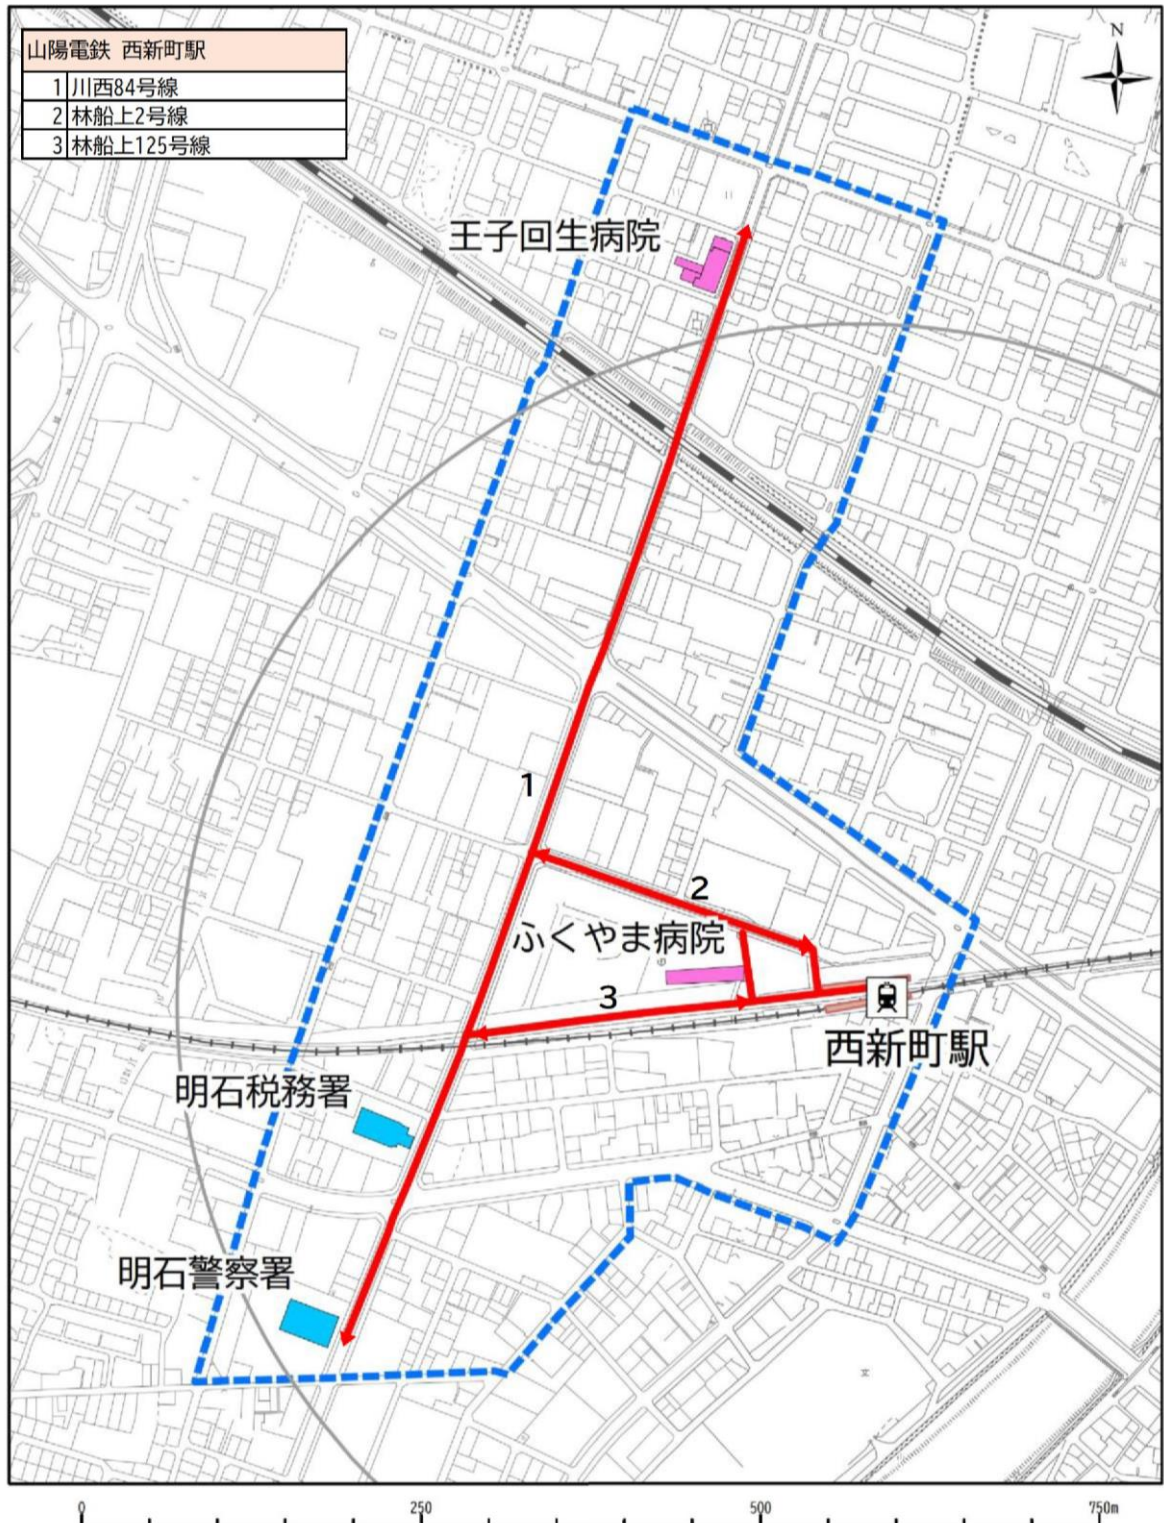 山陽電鉄 西新町駅
1 川西84号線
2 林船上2号線
3 林船上125号線
N
王子回生病院
1
2
ふくやま病院
3
西新町駅
明石税務署
明石警察署
0 250 500 750m